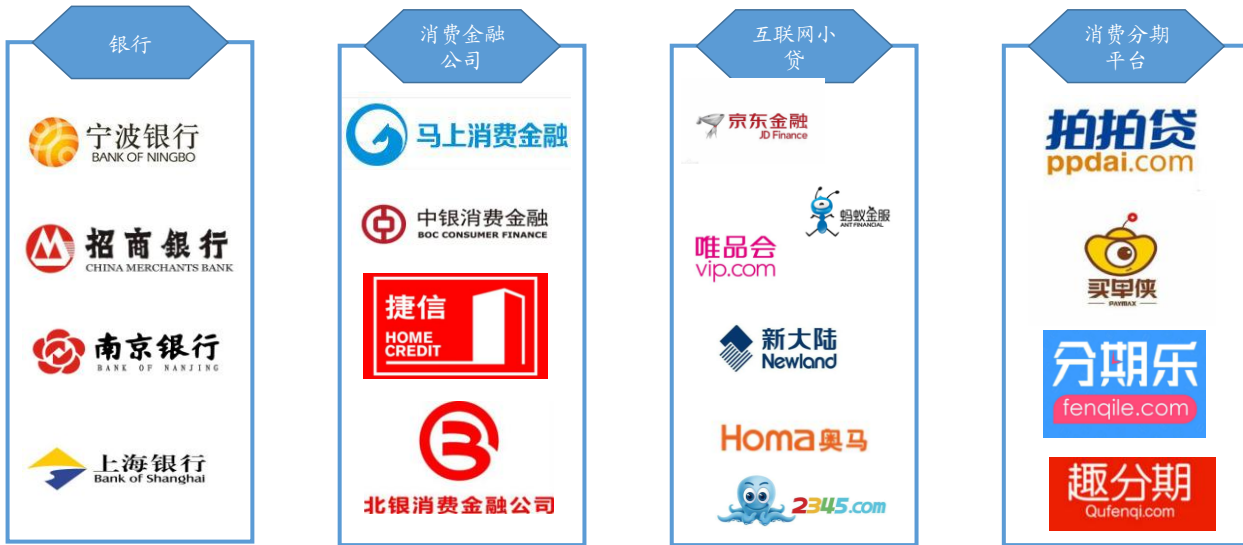 银行
宁波银行
BANK OF NINGBO
招商银行
CHINA MERCHANTS BANK
南京银行
BANK OF NANJING
上海银行
Bank of Shanghai
消费金融
公司
马上消费金融
中银消费金融
BOC CONSUMER FINANCE
捷信
HOME
CREDIT
北银消费金融公司
互联网小
贷
京东金融
JD Finance
蚂蚁金服
ANT FINANCIAL
唯品会
vip.com
新大陆
Newland
Homa奥马
2345.com
消费分期
平台
拍拍贷
ppdai.com
买单侠
PAYMAX
分期乐
fenqile.com
趣分期
Qufenqi.com